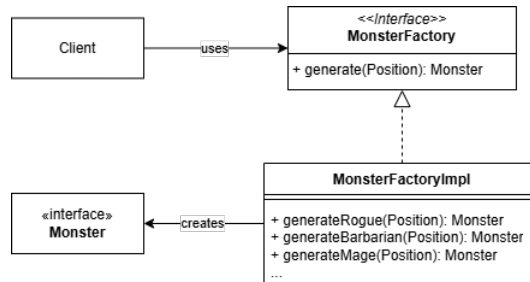 <<Interface>>
MonsterFactory
+ generate(Position): Monster
Client
uses
MonsterFactoryImpl
+ generateRogue(Position): Monster
+ generateBarbarian(Position): Monster
+ generateMage(Position): Monster
...
«interface»
Monster
creates